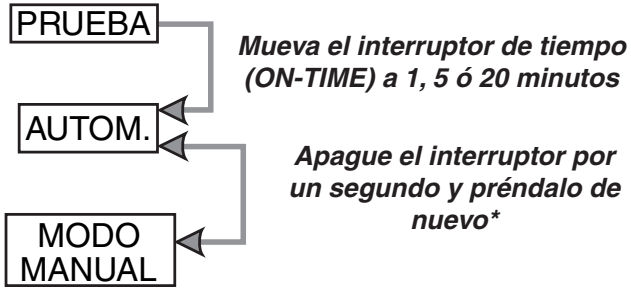 PRUEBA
Mueva el interruptor de tiempo
(ON-TIME) a 1, 5 ó 20 minutos
AUTOM.
Apague el interruptor por
un segundo y préndalo de
nuevo*
MODO
MANUAL